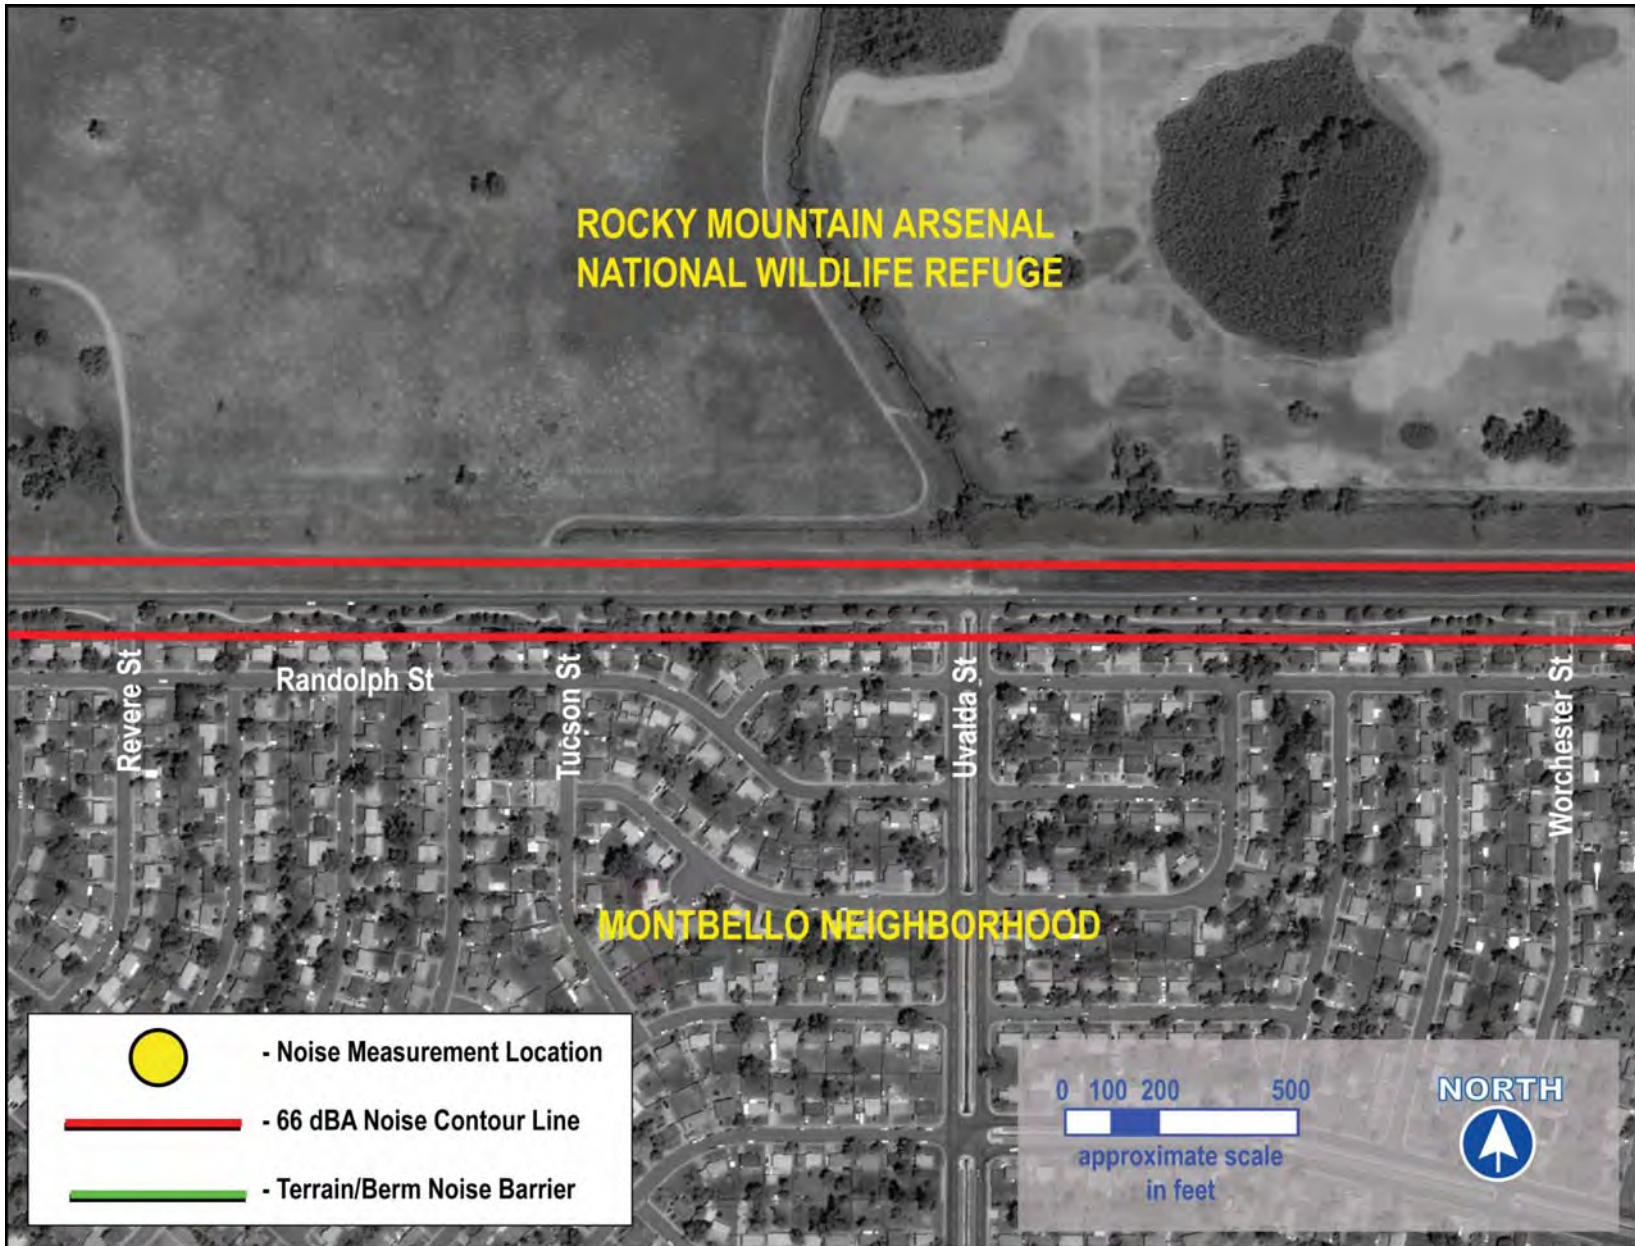 ROCKY MOUNTAIN ARSENAL
NATIONAL WILDLIFE REFUGE
Revere St
Randolph St
Tucson St
Uvalda St
Worchester St
MONTBELLO NEIGHBORHOOD
- Noise Measurement Location
- 66 dBA Noise Contour Line
- Terrain/Berm Noise Barrier
0 100 200 500
approximate scale
in feet
NORTH